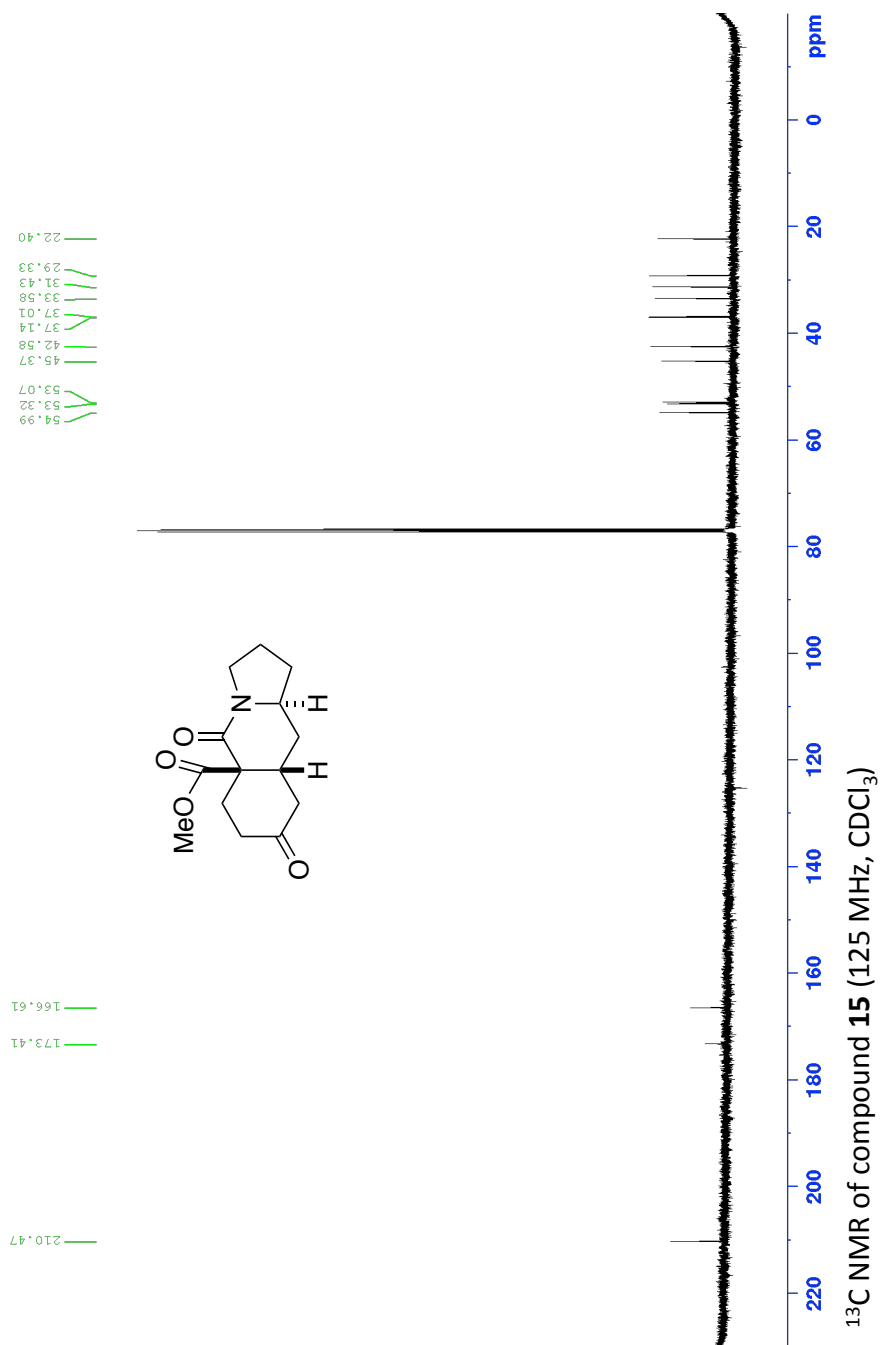 210.47
173.41
166.61
54.99
53.32
53.07
45.37
42.58
37.14
37.01
33.58
31.43
29.33
22.40
MeO
O
O
O
N
H
H
220
200
180
160
140
120
100
80
60
40
20
0
ppm
¹³C NMR of compound 15 (125 MHz, CDCl₃)